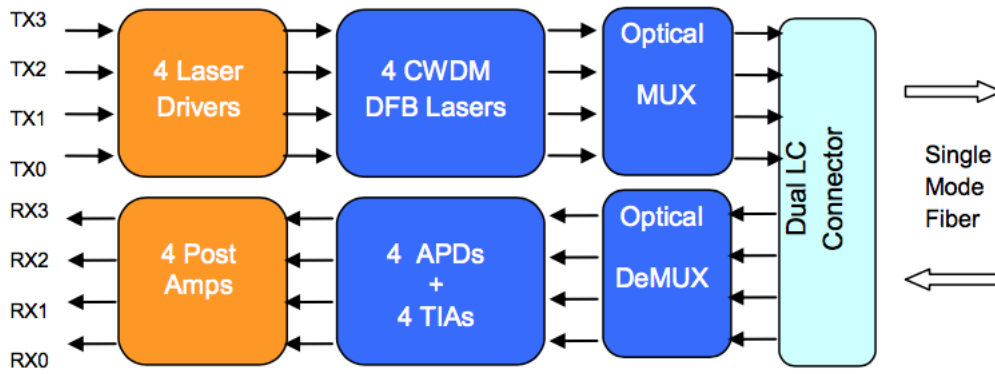 TX3
TX2
TX1
TX0
4 Laser
Drivers
4 CWDM
DFB Lasers
Optical
MUX
Dual LC
Connector
Single
Mode
Fiber
RX3
RX2
RX1
RX0
4 Post
Amps
4 APDs
+
4 TIAs
Optical
DeMUX